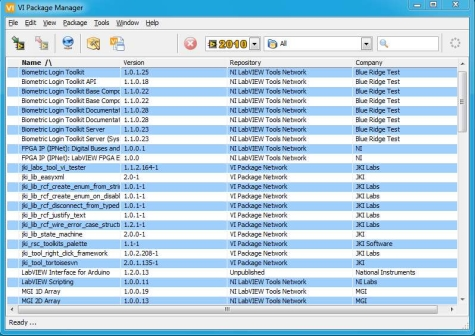 VI Package Manager
File Edit View Package Tools Window Help
2010 All
Name /\ Version Repository Company
Biometric Login Toolkit 1.0.1.25 NI LabVIEW Tools Network Blue Ridge Test
Biometric Login Toolkit API 1.1.0.18 NI LabVIEW Tools Network Blue Ridge Test
Biometric Login Toolkit Base Compo 1.1.0.22 NI LabVIEW Tools Network Blue Ridge Test
Biometric Login Toolkit Base Compo 1.1.0.22 NI LabVIEW Tools Network Blue Ridge Test
Biometric Login Toolkit Documentat 1.1.0.28 NI LabVIEW Tools Network Blue Ridge Test
Biometric Login Toolkit Documentat 1.1.0.28 NI LabVIEW Tools Network Blue Ridge Test
Biometric Login Toolkit Server 1.1.0.23 NI LabVIEW Tools Network Blue Ridge Test
Biometric Login Toolkit Server (Sys 1.1.0.23 NI LabVIEW Tools Network Blue Ridge Test
FPGA IP (IPNet): Digital Buses and 1.0.0.1 NI LabVIEW Tools Network NI
FPGA IP (IPNet): LabVIEW FPGA E 1.0.0 NI LabVIEW Tools Network NI
jki_labs_tool_vi_tester 1.1.2.164-1 VI Package Network JKI Labs
jki_lib_easyxml 2.0-1 VI Package Network JKI
jki_lib_rcf_create_enum_from_stri 1.0.1-1 VI Package Network JKI Labs
jki_lib_rcf_create_enum_on_disabl 1.0.1-1 VI Package Network JKI Labs
jki_lib_rcf_disconnect_from_typed 1.0.1-1 VI Package Network JKI Labs
jki_lib_rcf_justify_text 1.0.1-1 VI Package Network JKI Labs
jki_lib_rcf_wire_error_case_structu 1.2.1-1 VI Package Network JKI Labs
jki_lib_state_machine 2.0.0-1 VI Package Network JKI
jki_rsc_toolkits_palette 1.1-1 VI Package Network JKI Software
jki_tool_right_click_framework 1.0.2.208-1 VI Package Network JKI Labs
jki_tool_tortoisesvn 2.0.1.135-1 VI Package Network JKI Labs
LabVIEW Interface for Arduino 1.2.0.13 Unpublished National Instruments
LabVIEW Scripting 1.0.0.11 NI LabVIEW Tools Network NI Labs
MGI 1D Array 1.0.0.19 NI LabVIEW Tools Network MGI
MGI 2D Array 1.0.0.13 NI LabVIEW Tools Network MGI
Ready ...